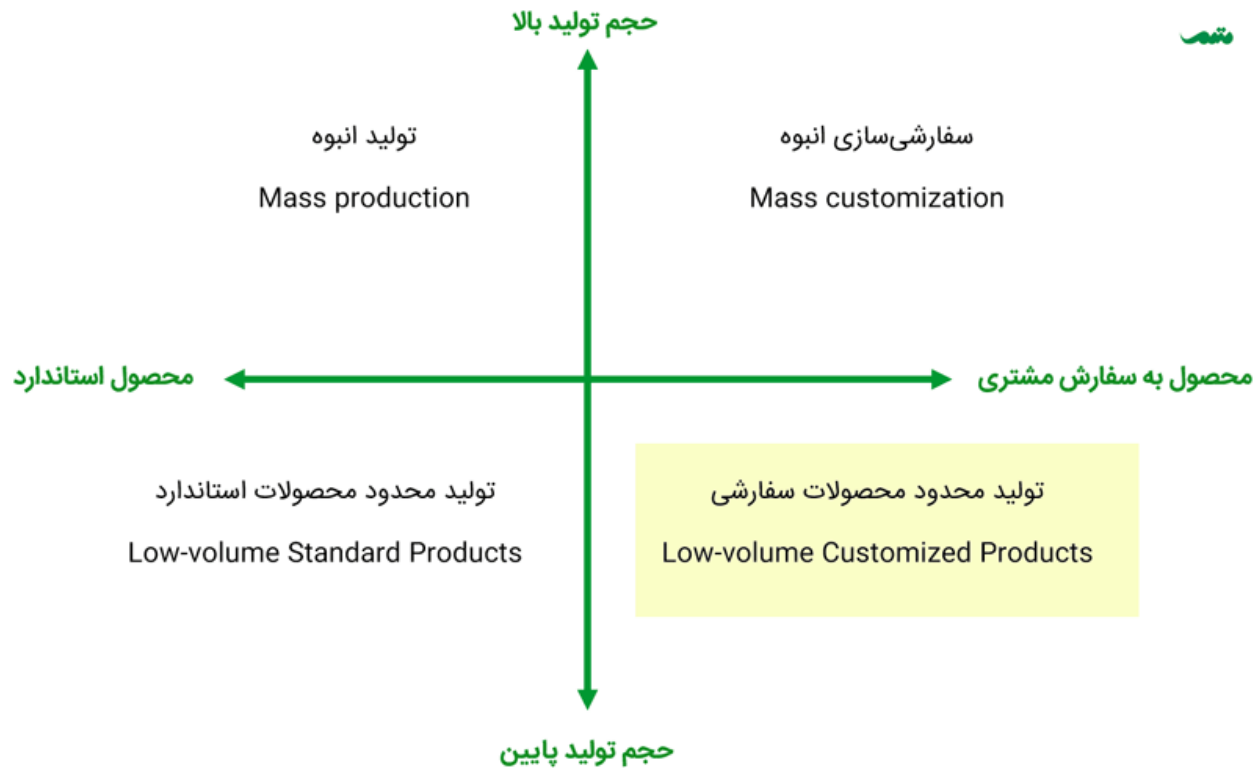 حجم تولید بالا
متمم
سفارشی‌سازی انبوه
Mass customization
تولید انبوه
Mass production
محصول به سفارش مشتری
محصول استاندارد
تولید محدود محصولات سفارشی
Low-volume Customized Products
تولید محدود محصولات استاندارد
Low-volume Standard Products
حجم تولید پایین